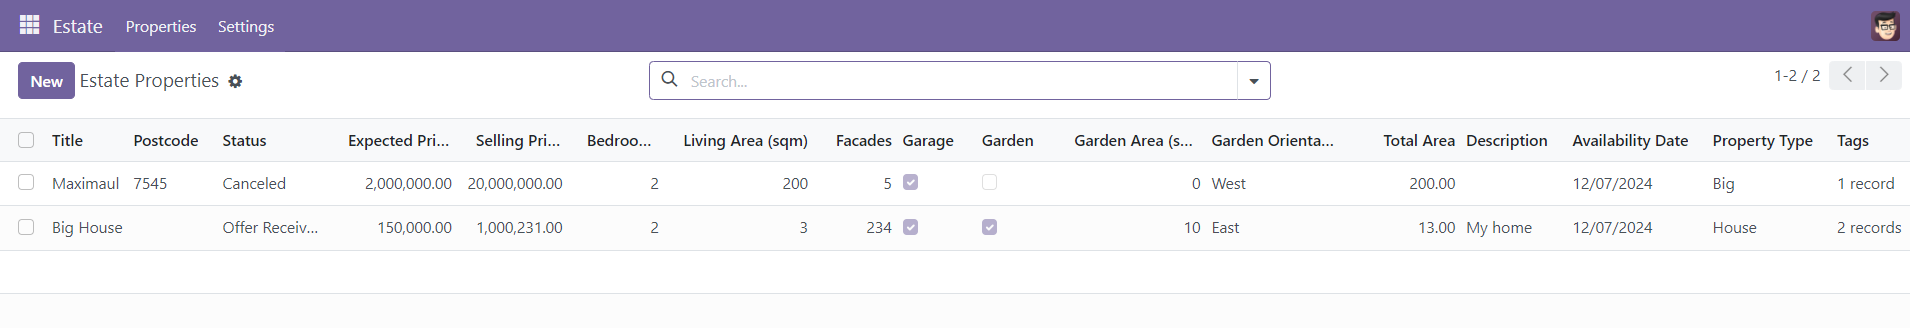 Estate Properties Settings
New Estate Properties Search... 1-2 / 2
Title Postcode Status Expected Pri... Selling Pri... Bedroo... Living Area (sqm) Facades Garage Garden Garden Area (s... Garden Orienta... Total Area Description Availability Date Property Type Tags
Maximaul 7545 Canceled 2,000,000.00 20,000,000.00 2 200 5 0 West 200.00 12/07/2024 Big 1 record
Big House Offer Receiv... 150,000.00 1,000,231.00 2 3 234 10 East 13.00 My home 12/07/2024 House 2 records